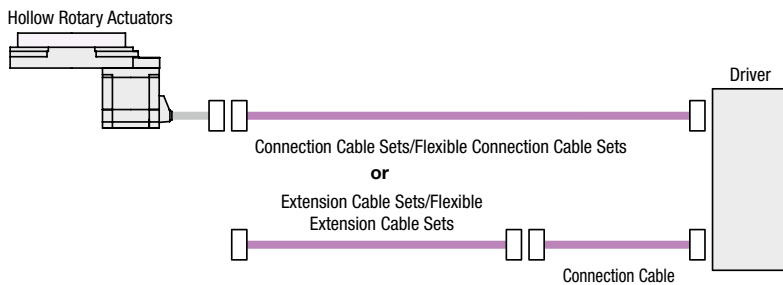 Hollow Rotary Actuators
Driver
Connection Cable Sets/Flexible Connection Cable Sets
or
Extension Cable Sets/Flexible
Extension Cable Sets
Connection Cable